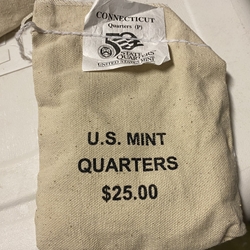 CONNECTICUT
Quarters (P)
50
STATE
QUARTERS
UNITED STATES MINT
U.S. MINT
QUARTERS
$25.00